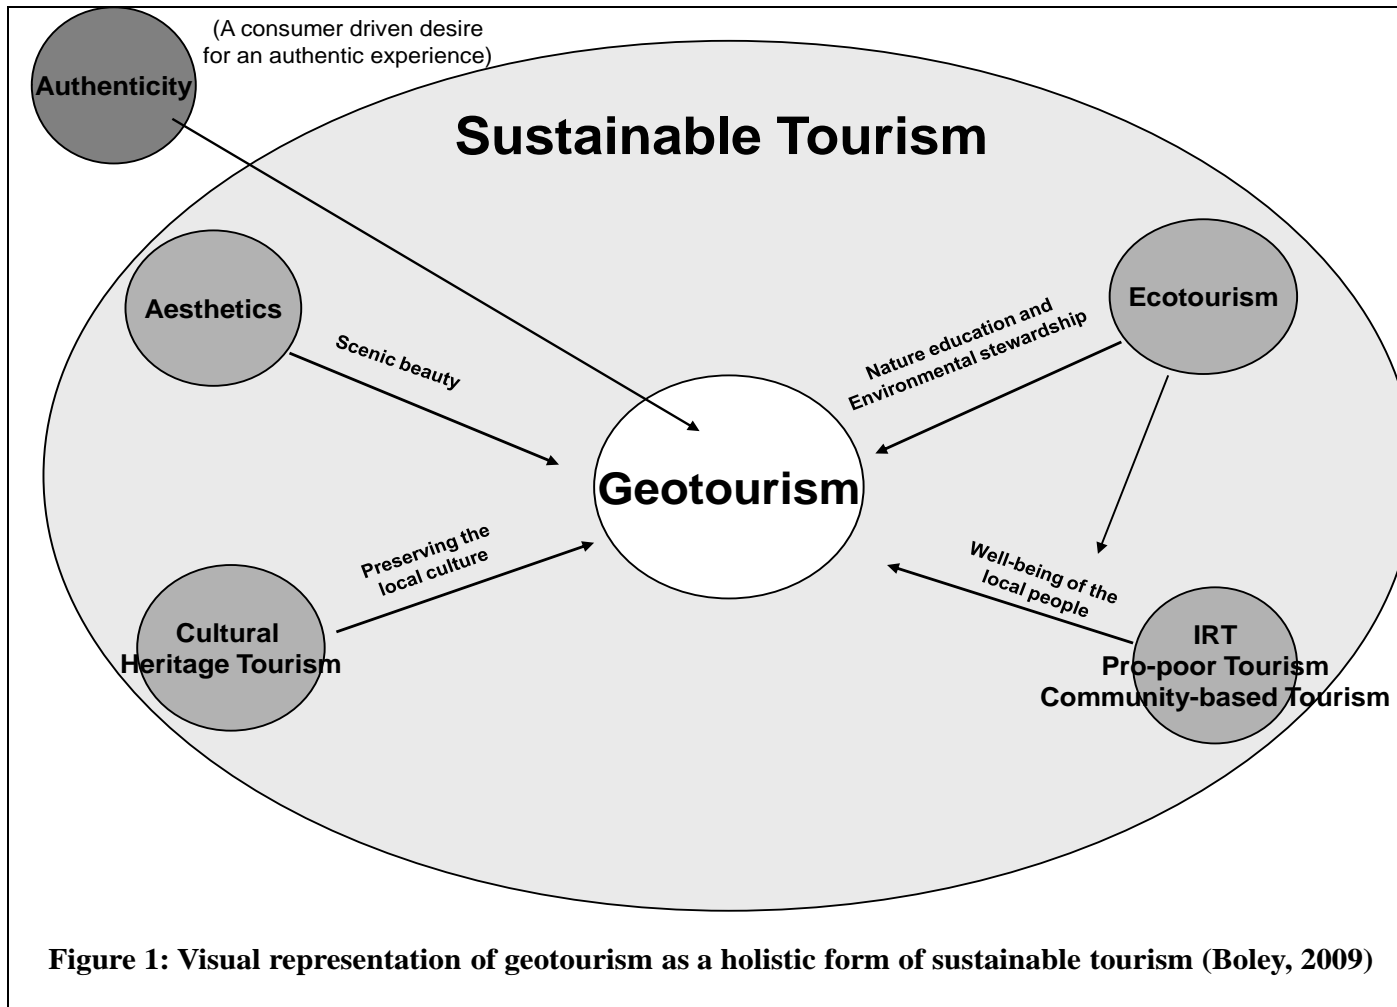 (A consumer driven desire
for an authentic experience)
Authenticity
Sustainable Tourism
Aesthetics
Scenic beauty
Ecotourism
Nature education and
Environmental stewardship
Geotourism
Preserving the
local culture
Cultural
Heritage Tourism
Well-being of the
local people
IRT
Pro-poor Tourism
Community-based Tourism
Figure 1: Visual representation of geotourism as a holistic form of sustainable tourism (Boley, 2009)